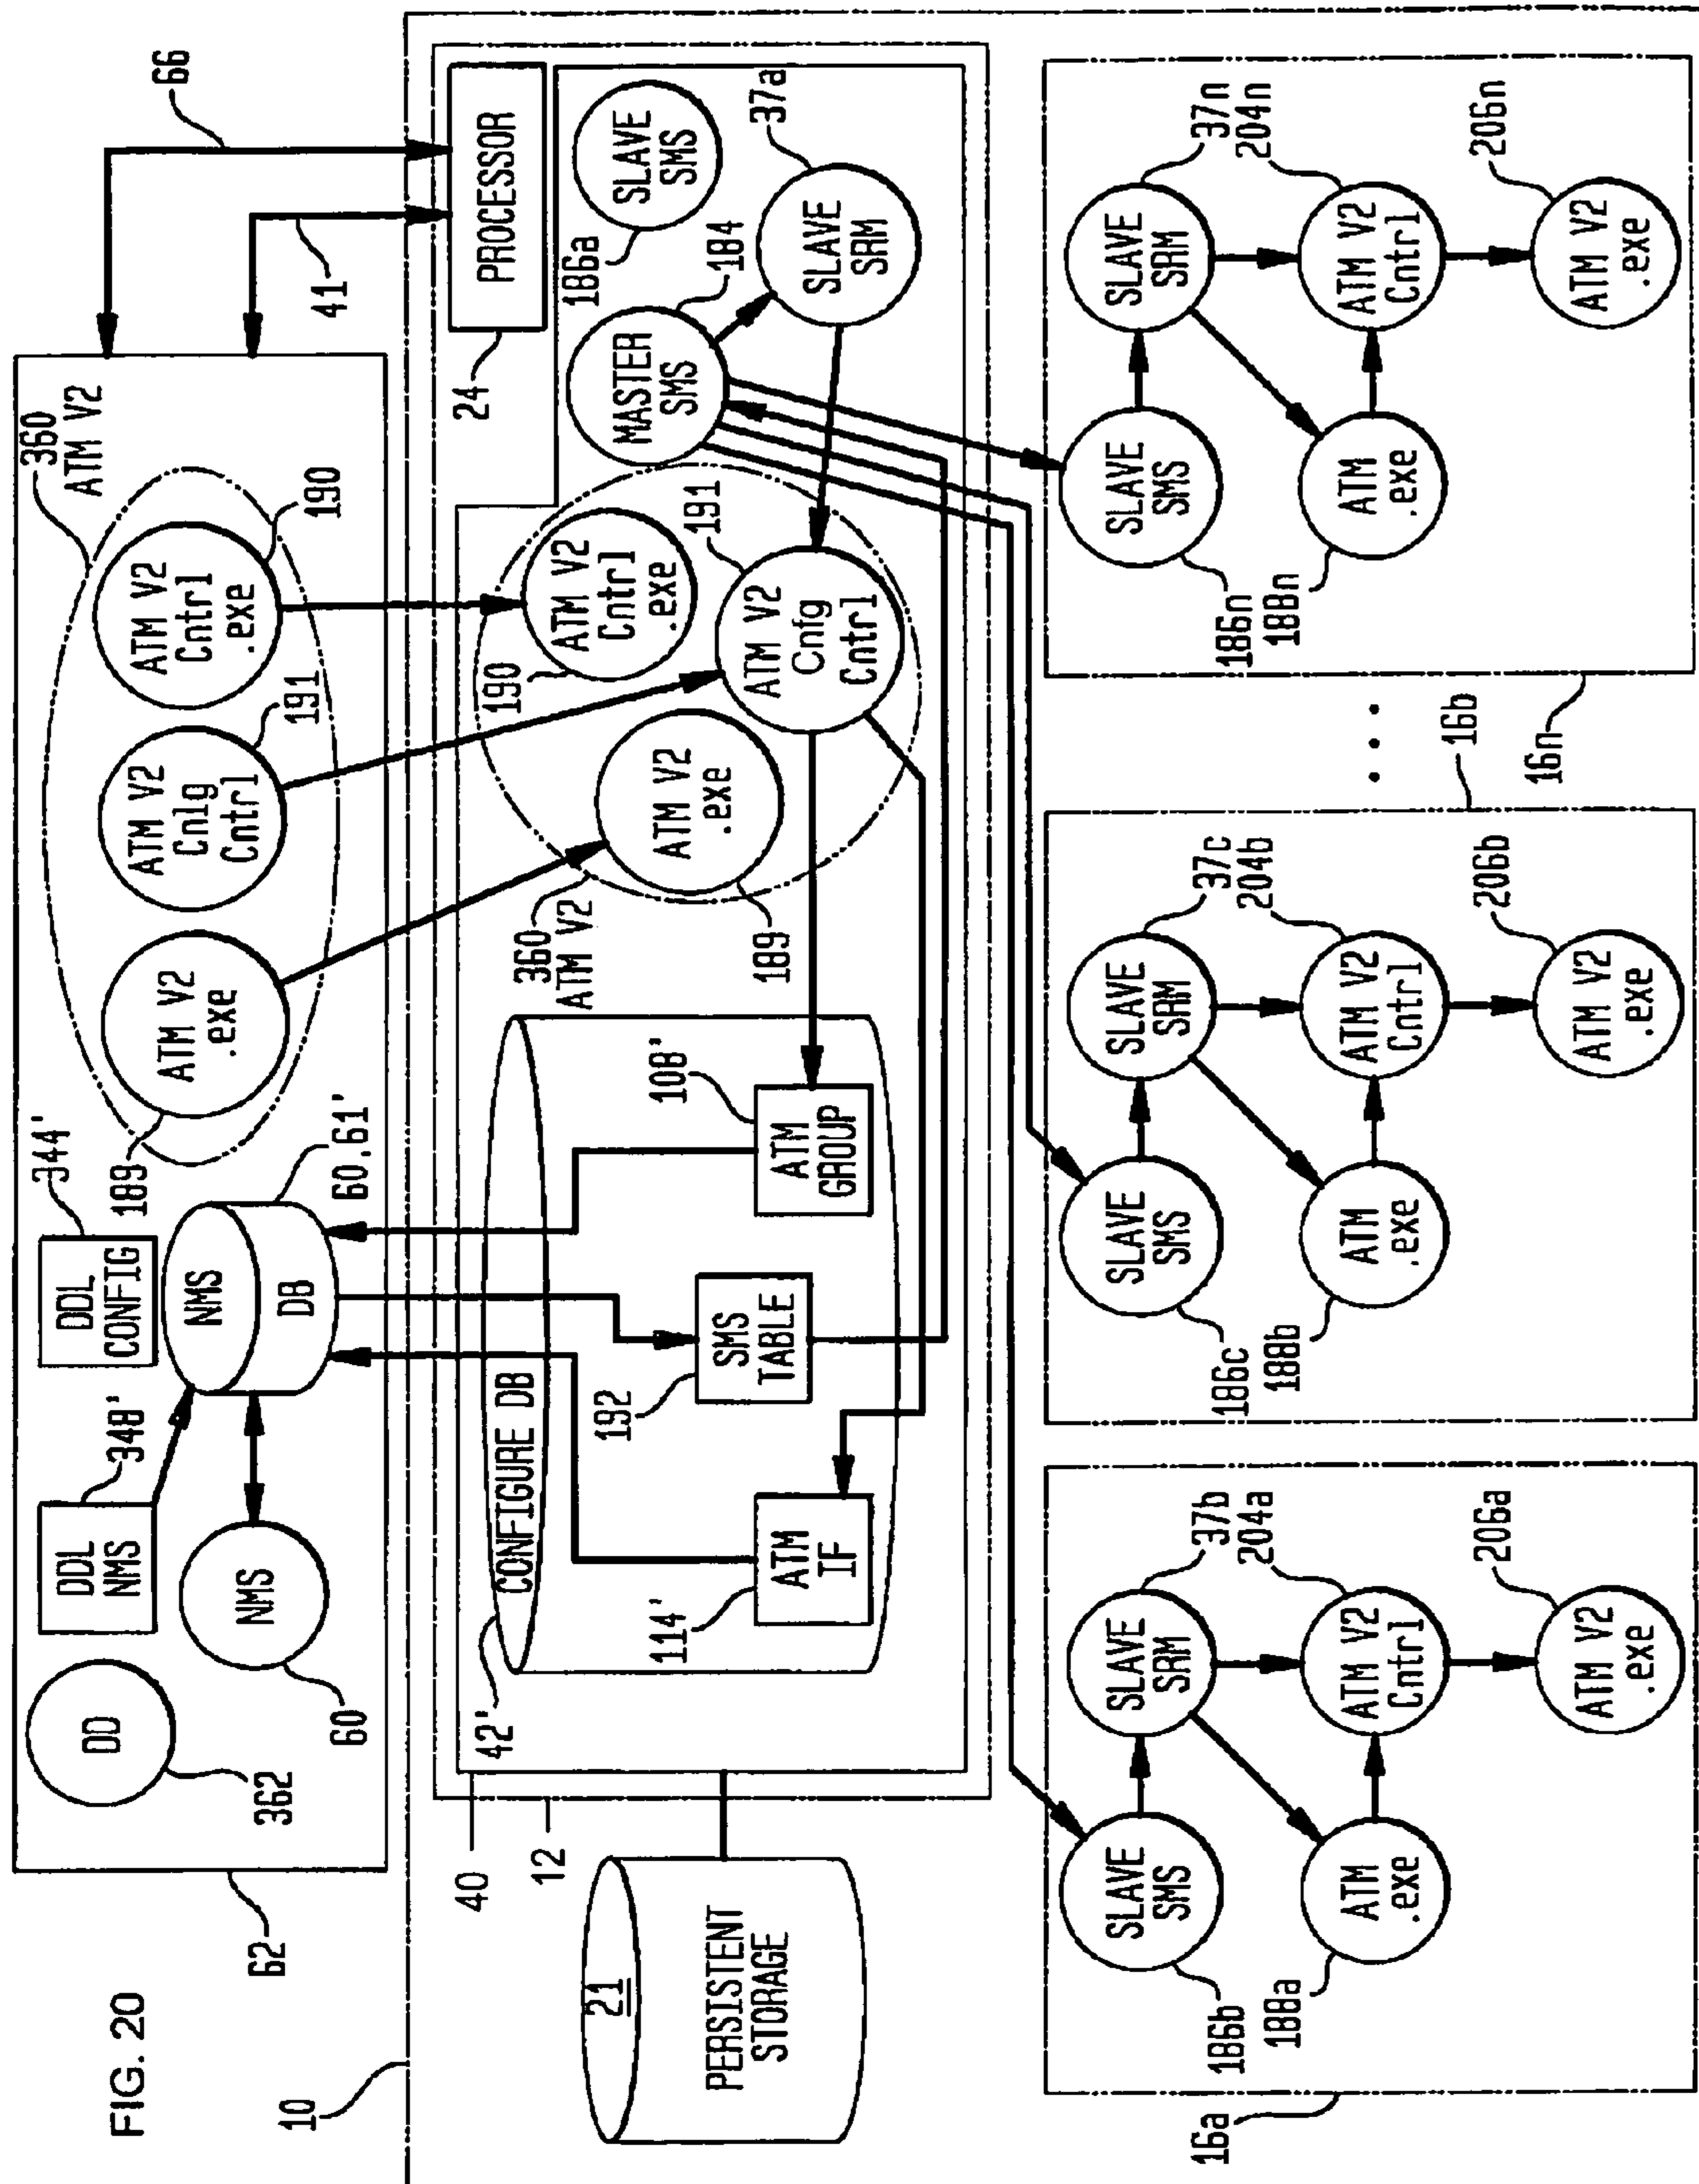 FIG. 20
10
62
DD
362
DDL
NMS
348'
NMS
60
DDL
CONFIG
344'
NMS
DB
60.61'
360
ATM V2
ATM V2
.exe
189
ATM V2
Cnlg
Cntrl
191
ATM V2
Cntrl
.exe
190
66
41
PERSISTENT
STORAGE
21
40
12
42'
CONFIGURE DB
ATM
IF
114'
SMS
TABLE
192
ATM
GROUP
108'
360
ATM V2
ATM V2
.exe
189
ATM V2
Cntrl
.exe
190
ATM V2
Cnfg
Cntrl
191
PROCESSOR
24
MASTER
SMS
184
SLAVE
SMS
186a
SLAVE
SRM
37a
16a
SLAVE
SMS
186b
SLAVE
SRM
37b
204a
ATM
.exe
188a
ATM V2
Cntrl
ATM V2
.exe
206a
16b
SLAVE
SMS
186c
SLAVE
SRM
37c
204b
ATM
.exe
188b
ATM V2
Cntrl
ATM V2
.exe
206b
...
16n
SLAVE
SMS
186n
SLAVE
SRM
37n
204n
ATM
.exe
188n
ATM V2
Cntrl
ATM V2
.exe
206n